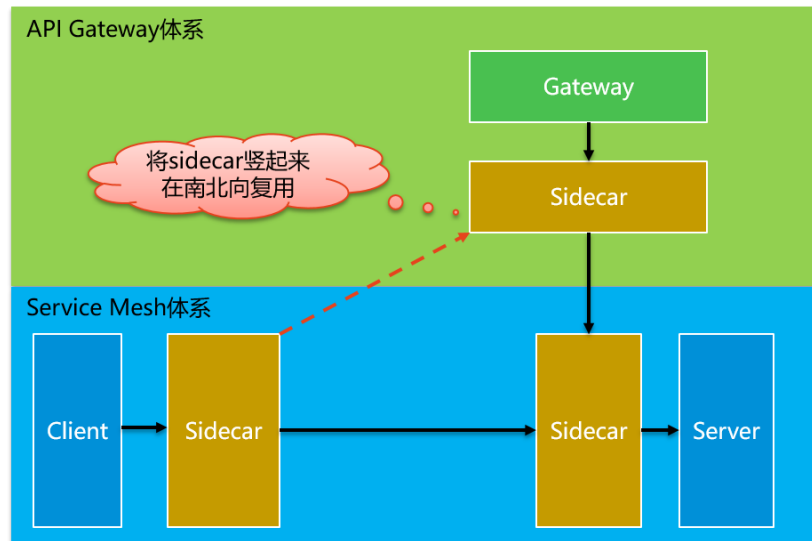 API Gateway体系
Gateway
将sidecar竖起来
在南北向复用
Sidecar
Service Mesh体系
Client
Sidecar
Sidecar
Server